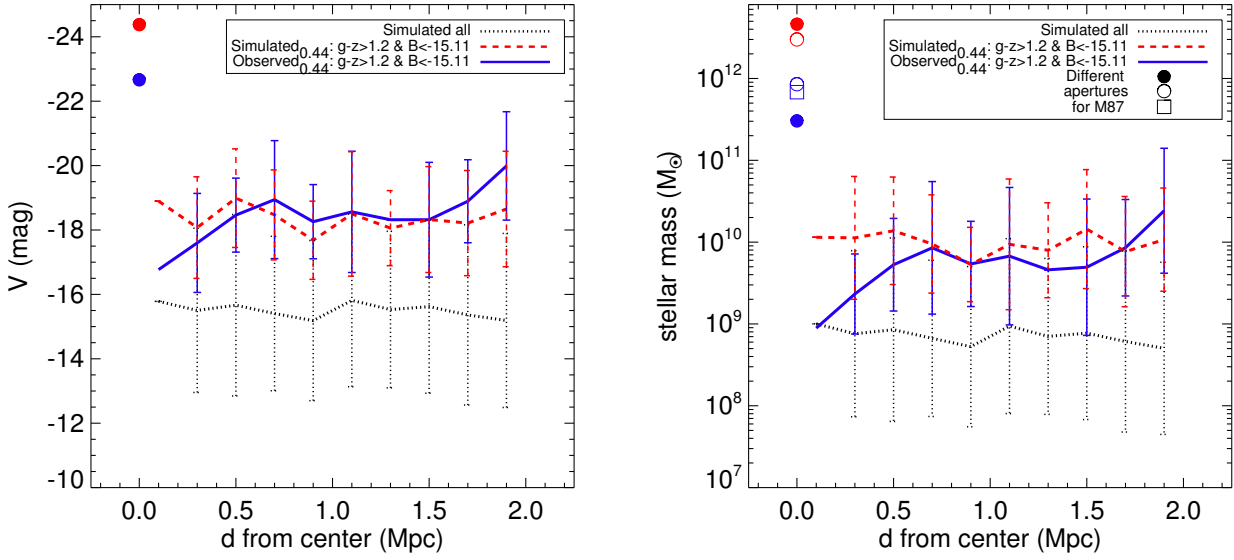 Simulated all
Simulated0.44: g-z>1.2 & B<-15.11
Observed0.44: g-z>1.2 & B<-15.11
V (mag)
-24
-22
-20
-18
-16
-14
-12
-10
0.0 0.5 1.0 1.5 2.0
d from center (Mpc)
Simulated all
Simulated0.44: g-z>1.2 & B<-15.11
Observed0.44: g-z>1.2 & B<-15.11
Different
apertures
for M87
stellar mass (M⊙)
10^12
10^11
10^10
10^9
10^8
10^7
0.0 0.5 1.0 1.5 2.0
d from center (Mpc)